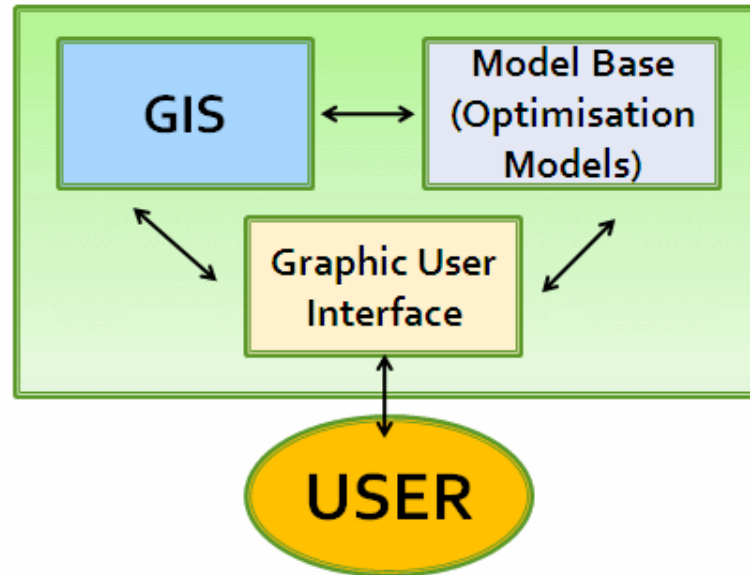 GIS
Model Base
(Optimisation
Models)
Graphic User
Interface
USER